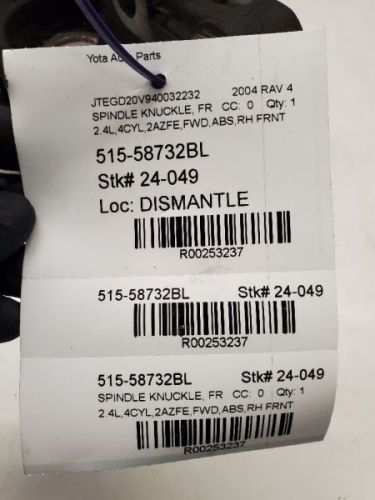 Yota Auto Parts
JTEGD20V940032232 2004 RAV 4
SPINDLE KNUCKLE, FR CC: 0 Qty: 1
2.4L,4CYL,2AZFE,FWD,ABS,RH FRNT
515-58732BL
Stk# 24-049
Loc: DISMANTLE
R00253237
515-58732BL Stk# 24-049
R00253237
515-58732BL Stk# 24-049
SPINDLE KNUCKLE, FR CC: 0 Qty: 1
2.4L,4CYL,2AZFE,FWD,ABS,RH FRNT
R00253237